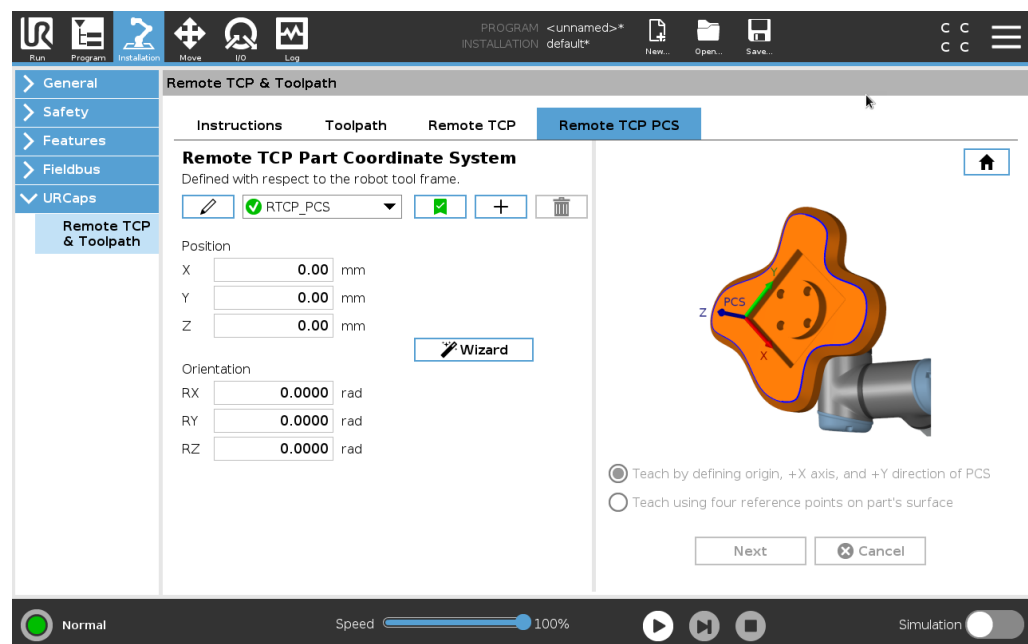 PROGRAM <unnamed>*
INSTALLATION default*
UR
Run
Program
Installation
Move
I/O
Log
New...
Open...
Save...
C C
C C
General
Safety
Features
Fieldbus
URCaps
Remote TCP
& Toolpath
Remote TCP & Toolpath
Instructions
Toolpath
Remote TCP
Remote TCP PCS
Remote TCP Part Coordinate System
Defined with respect to the robot tool frame.
RTCP_PCS
Position
X 0.00 mm
Y 0.00 mm
Z 0.00 mm
Wizard
Orientation
RX 0.0000 rad
RY 0.0000 rad
RZ 0.0000 rad
Y
PCS
Z
X
Teach by defining origin, +X axis, and +Y direction of PCS
Teach using four reference points on part's surface
Next
Cancel
Normal
Speed
100%
Simulation